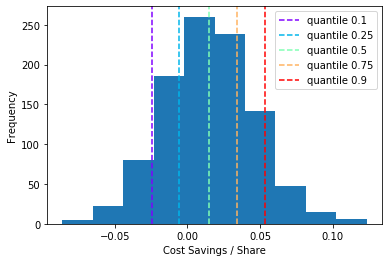 quantile 0.1
quantile 0.25
quantile 0.5
quantile 0.75
quantile 0.9
Frequency
250
200
150
100
50
0
−0.05
0.00
0.05
0.10
Cost Savings / Share